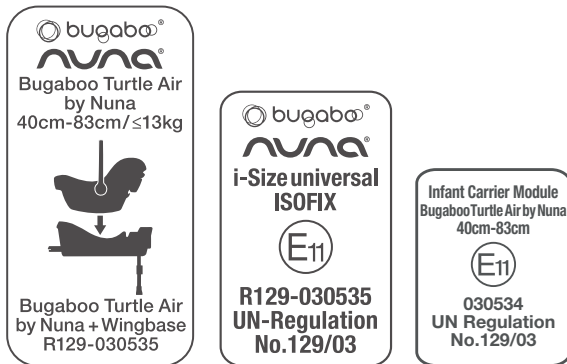 bugaboo®
nuna®
Bugaboo Turtle Air
by Nuna
40cm-83cm/≤13kg
Bugaboo Turtle Air
by Nuna + Wingbase
R129-030535
bugaboo®
nuna®
i-Size universal
ISOFIX
E11
R129-030535
UN-Regulation
No.129/03
Infant Carrier Module
Bugaboo Turtle Air by Nuna
40cm-83cm
E11
030534
UN Regulation
No.129/03